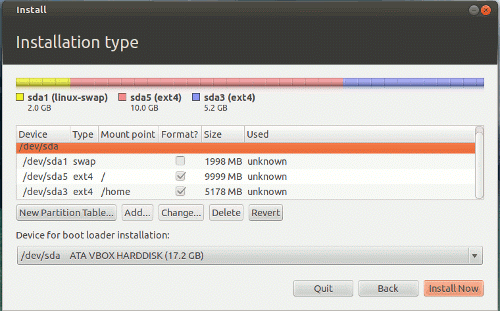 Install
Installation type
sda1 (linux-swap) sda5 (ext4) sda3 (ext4)
2.0 GB 10.0 GB 5.2 GB
Device Type Mount point Format? Size Used
/dev/sda
/dev/sda1 swap 1998 MB unknown
/dev/sda5 ext4 / 9999 MB unknown
/dev/sda3 ext4 /home 5178 MB unknown
New Partition Table... Add... Change... Delete Revert
Device for boot loader installation:
/dev/sda ATA VBOX HARDDISK (17.2 GB)
Quit Back Install Now